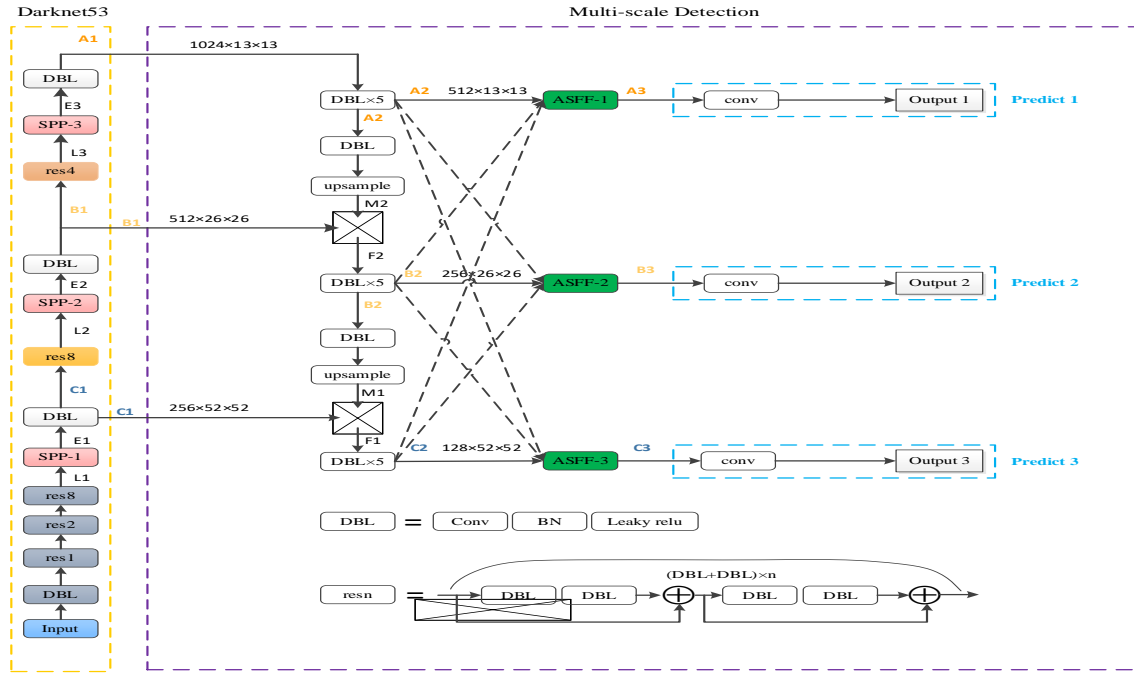 Darknet53
Multi-scale Detection
A1
1024×13×13
DBL
E3
SPP-3
L3
res4
B1
B1
512×26×26
DBL
E2
SPP-2
L2
res8
C1
DBL
C1
256×52×52
E1
SPP-1
L1
res8
res2
res1
DBL
Input
DBL×5
A2
512×13×13
ASFF-1
A3
conv
Output 1
Predict 1
A2
DBL
upsample
M2
F2
DBL×5
B2
256×26×26
ASFF-2
B3
conv
Output 2
Predict 2
B2
DBL
upsample
M1
F1
DBL×5
C2
128×52×52
ASFF-3
C3
conv
Output 3
Predict 3
DBL = Conv BN Leaky relu
(DBL+DBL)×n
resn = DBL DBL DBL DBL